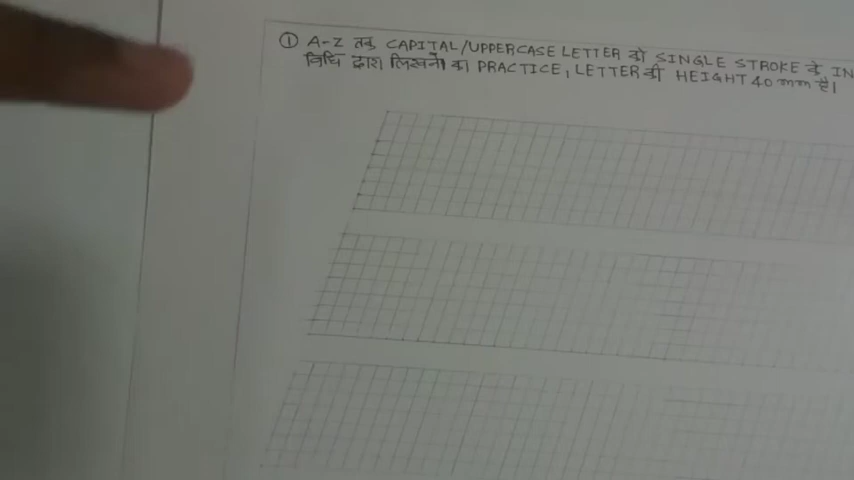 ① A-Z तक CAPITAL/UPPERCASE LETTER को SINGLE STROKE के IN
विधि द्वारा लिखने का PRACTICE, LETTER की HEIGHT 40 mm है।